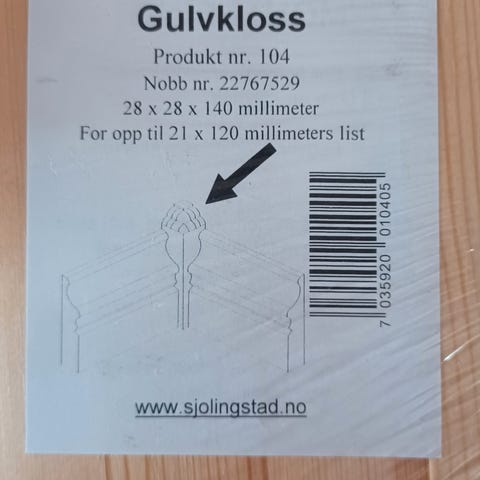 Gulvkloss
Produkt nr. 104
Nobb nr. 22767529
28 x 28 x 140 millimeter
For opp til 21 x 120 millimeters list
7 035920 010405
www.sjolingstad.no